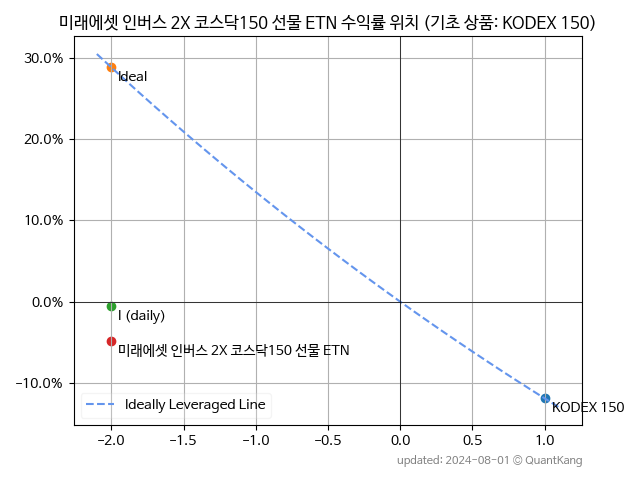 미래에셋 인버스 2X 코스닥150 선물 ETN 수익률 위치 (기초 상품: KODEX 150)
30.0%
Ideal
20.0%
10.0%
0.0%
I (daily)
미래에셋 인버스 2X 코스닥150 선물 ETN
−10.0%
Ideally Leveraged Line
KODEX 150
−2.0 −1.5 −1.0 −0.5 0.0 0.5 1.0
updated: 2024-08-01 © QuantKang